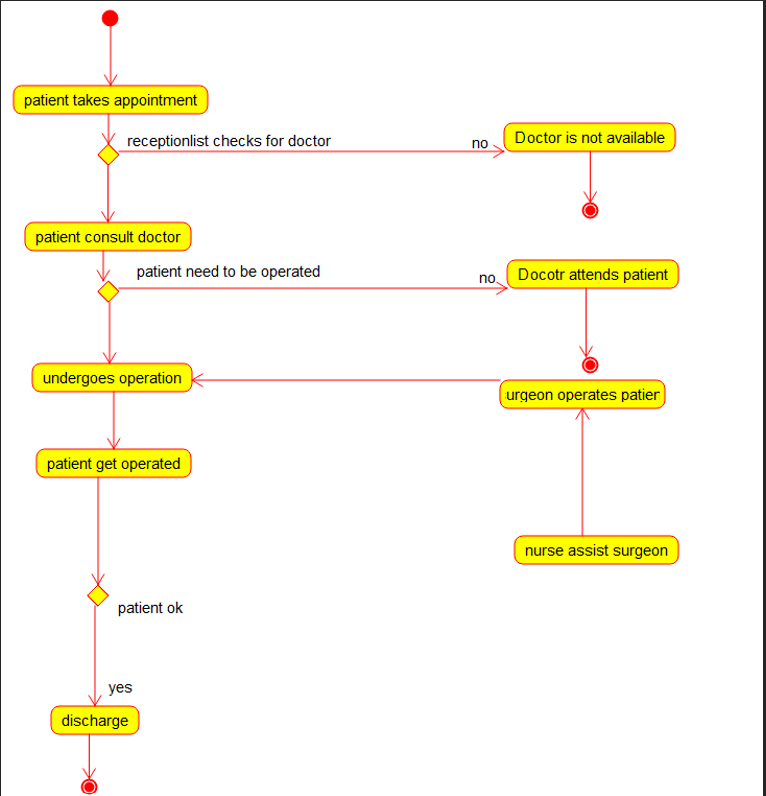 patient takes appointment
receptionlist checks for doctor
no
Doctor is not available
patient consult doctor
patient need to be operated
no
Docotr attends patient
undergoes operation
urgeon operates patier
patient get operated
nurse assist surgeon
patient ok
yes
discharge